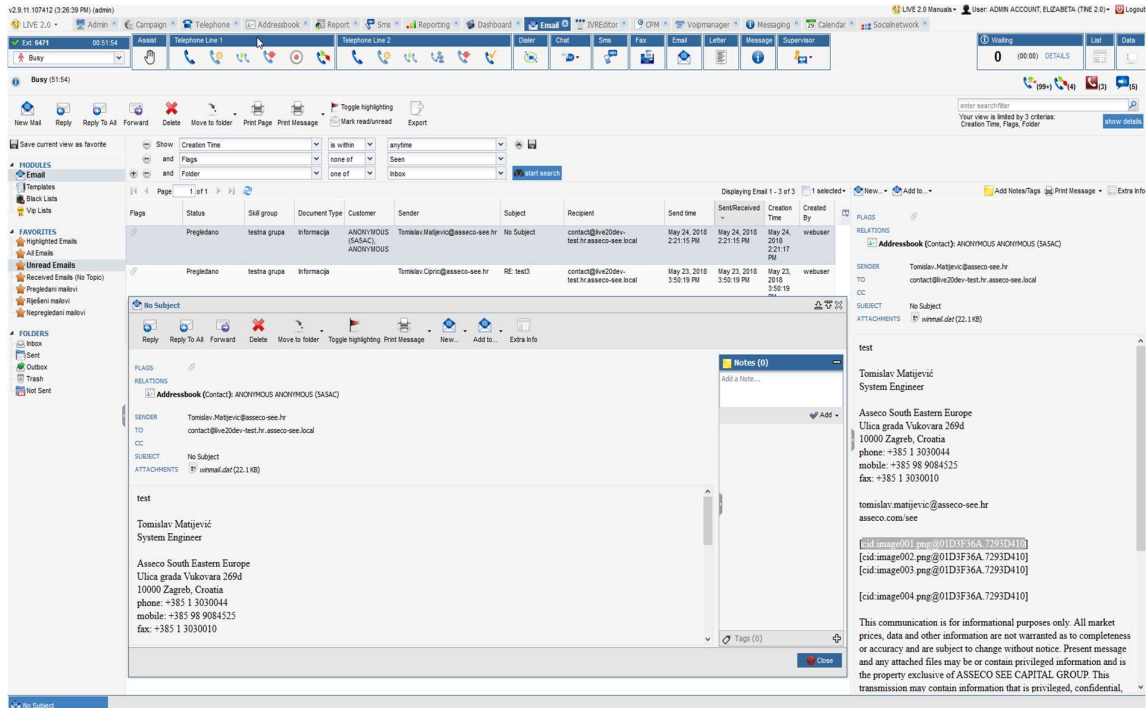 v2.9.11.107412 (3:26:39 PM) (admin)
LIVE 2.0 Manuals User: ADMIN ACCOUNT, ELIZABETA (TNE 2.0) Logout
LIVE 2.0 Admin Campaign Telephone Addressbook Report Sms Reporting Dashboard Email IVREditor CPM Voipmanager Messaging Calendar Socialnetwork
Ext: 6471 00:51:54 Assist Telephone Line 1 Telephone Line 2 Dialer Chat Sms Fax Email Letter Message Supervisor Waiting List Data
Busy 0 (00:00) DETAILS
Busy (51:54) (99+) (4) (3) (5)
New Mail Reply Reply To All Forward Delete Move to folder Print Page Print Message Toggle highlighting Mark read/unread Export
enter searchfilter
Your view is limited by 3 criterias:
Creation Time, Flags, Folder
show details
Save current view as favorite
Show Creation Time is within anytime
and Flags none of Seen
and Folder one of Inbox start search
MODULES
Email
Templates
Black Lists
Vip Lists
FAVORITES
Highlighted Emails
All Emails
Unread Emails
Received Emails (No Topic)
Pregledani mailovi
Riješeni mailovi
Nepregledani mailovi
FOLDERS
Inbox
Sent
Outbox
Trash
Not Sent
Page 1 of 1 Displaying Email 1 - 3 of 3 1 selected
Flags Status Skill group Document Type Customer Sender Subject Recipient Send time Sent/Received Creation Time Created By
Pregledano testna grupa Informacija ANONYMOUS (5A5AC), ANONYMOUS Tomislav.Matijevic@asseco-see.hr No Subject contact@live20dev-test.hr.asseco-see.local May 24, 2018 2:21:15 PM May 24, 2018 2:21:15 PM May 24, 2018 2:21:17 PM webuser
Pregledano testna grupa Informacija Tomislav.Cipric@asseco-see.hr RE: test3 contact@live20dev-test.hr.asseco-see.local May 23, 2018 3:50:19 PM May 23, 2018 3:50:19 PM May 23, 2018 3:50:19 PM webuser
No Subject
Reply Reply To All Forward Delete Move to folder Toggle highlighting Print Message New... Add to... Extra Info
FLAGS
RELATIONS
Addressbook (Contact): ANONYMOUS ANONYMOUS (5A5AC)
SENDER Tomislav.Matijevic@asseco-see.hr
TO contact@live20dev-test.hr.asseco-see.local
CC
SUBJECT No Subject
ATTACHMENTS winmail.dat (22.1 KB)
test
Tomislav Matijević
System Engineer
Asseco South Eastern Europe
Ulica grada Vukovara 269d
10000 Zagreb, Croatia
phone: +385 1 3030044
mobile: +385 98 9084525
fax: +385 1 3030010
Notes (0)
Add a Note...
Add
Tags (0)
Close
New... Add to... Add Notes/Tags Print Message Extra Info
FLAGS
RELATIONS
Addressbook (Contact): ANONYMOUS ANONYMOUS (5A5AC)
SENDER Tomislav.Matijevic@asseco-see.hr
TO contact@live20dev-test.hr.asseco-see.local
CC
SUBJECT No Subject
ATTACHMENTS winmail.dat (22.1 KB)
test
Tomislav Matijević
System Engineer
Asseco South Eastern Europe
Ulica grada Vukovara 269d
10000 Zagreb, Croatia
phone: +385 1 3030044
mobile: +385 98 9084525
fax: +385 1 3030010
tomislav.matijevic@asseco-see.hr
asseco.com/see
[cid:image001.png@01D3F36A.7293D410]
[cid:image002.png@01D3F36A.7293D410]
[cid:image003.png@01D3F36A.7293D410]
[cid:image004.png@01D3F36A.7293D410]
This communication is for informational purposes only. All market
prices, data and other information are not warranted as to completeness
or accuracy and are subject to change without notice. Present message
and any attached files may be or contain privileged information and is
the property exclusive of ASSECO SEE CAPITAL GROUP. This
transmission may contain information that is privileged, confidential,
No Subject